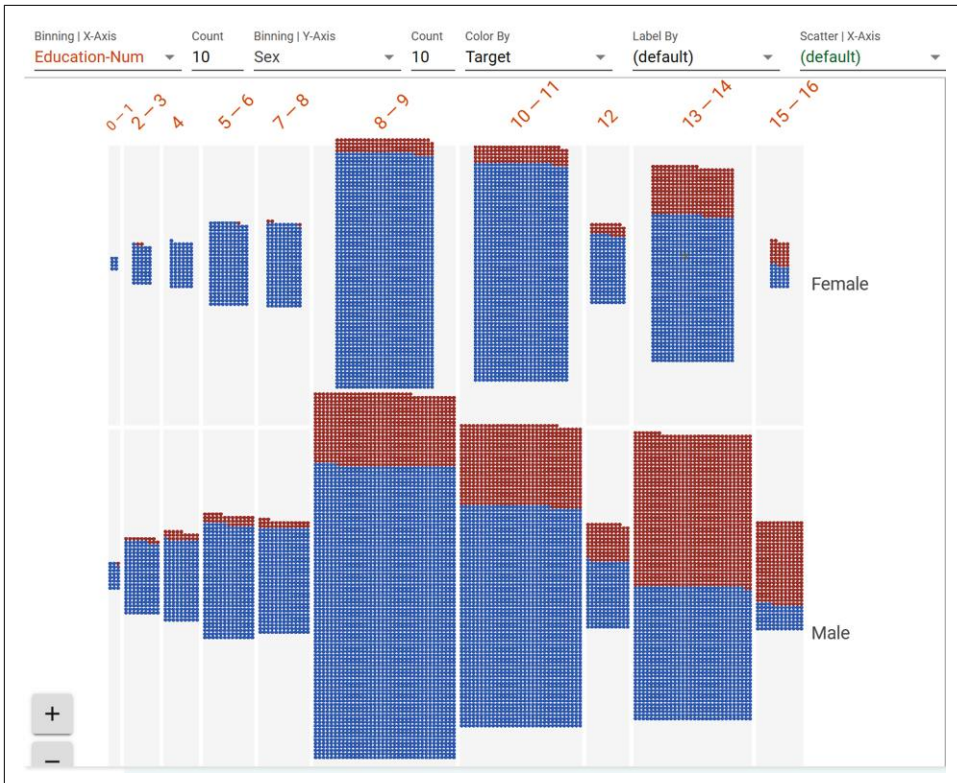 Binning | X-Axis Count Binning | Y-Axis Count Color By Label By Scatter | X-Axis
Education-Num 10 Sex 10 Target (default) (default)
0 – 1 2 – 3 4 5 – 6 7 – 8 8 – 9 10 – 11 12 13 – 14 15 – 16
Female
Male
+
−